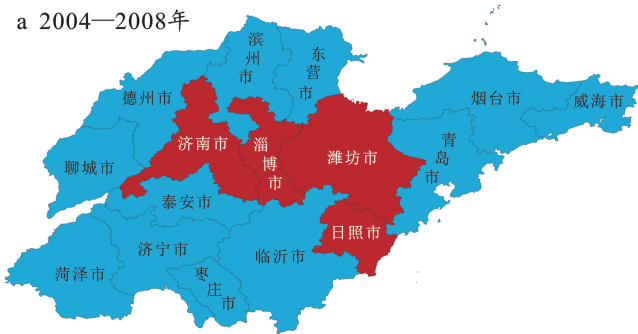 a 2004—2008年
滨州市
东营市
德州市
烟台市
威海市
济南市
淄博市
潍坊市
青岛市
聊城市
泰安市
日照市
济宁市
临沂市
菏泽市
枣庄市